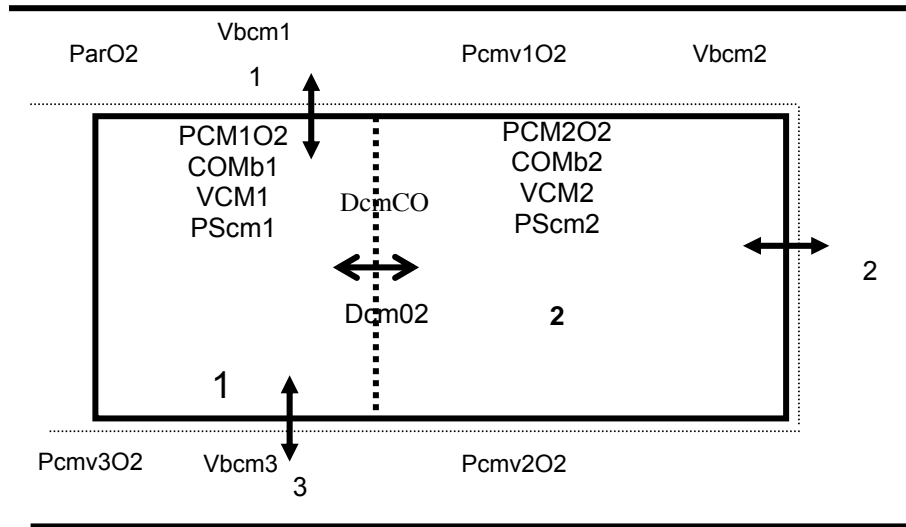 Vbcm1
ParO2 Pcmv1O2 Vbcm2
1
PCM1O2 PCM2O2
COMb1 COMb2
VCM1 DcmCO VCM2
PScm1 PScm2
2
Dcm02 2
1
Pcmv3O2 Vbcm3 Pcmv2O2
3